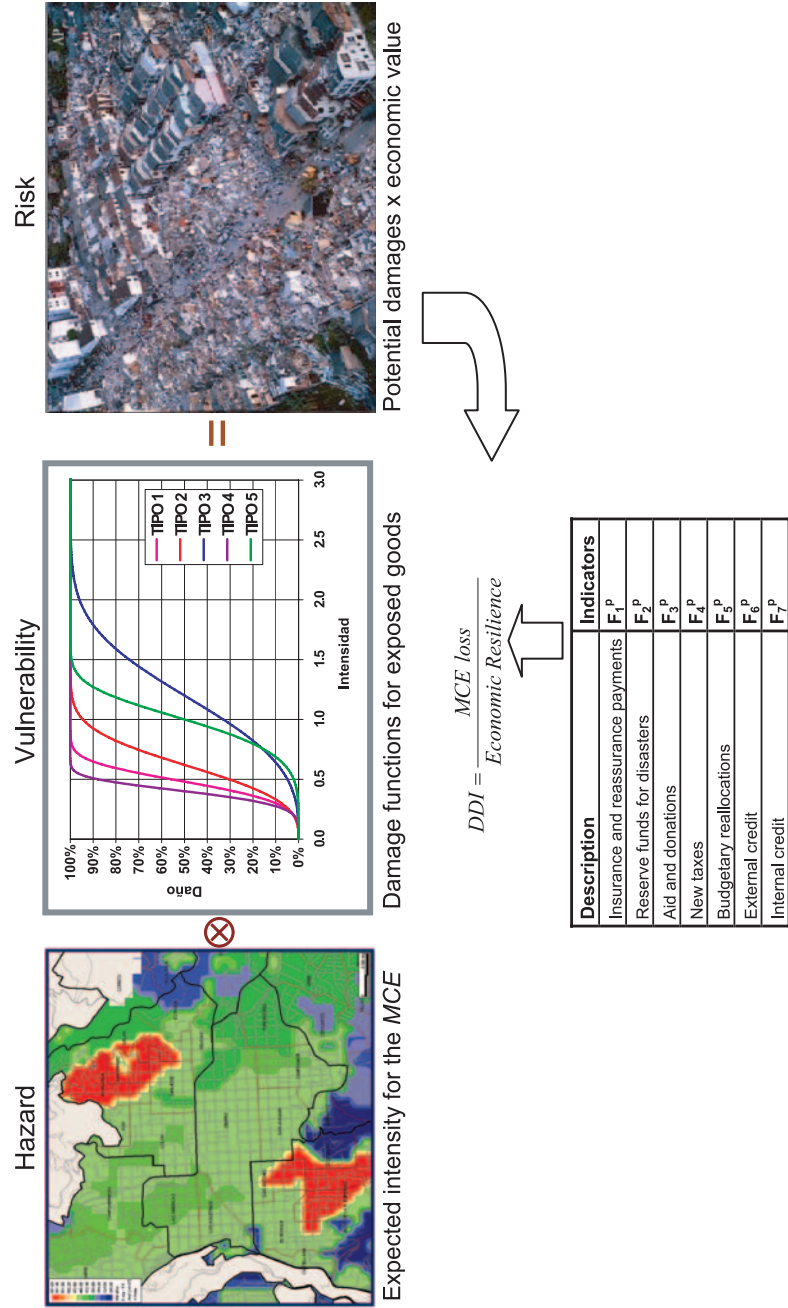 Hazard
Vulnerability
Risk
AP
100%
90%
80%
70%
60%
50%
40%
30%
20%
10%
0%
Daño
0.0
0.5
1.0
1.5
2.0
2.5
3.0
Intensidad
TIPO 1
TIPO 2
TIPO 3
TIPO 4
TIPO 5
Expected intensity for the MCE
Damage functions for exposed goods
Potential damages x economic value
DDI = MCE loss
Economic Resilience
Description Indicators
Insurance and reassurance payments F₁ᴾ
Reserve funds for disasters F₂ᴾ
Aid and donations F₃ᴾ
New taxes F₄ᴾ
Budgetary reallocations F₅ᴾ
External credit F₆ᴾ
Internal credit F₇ᴾ